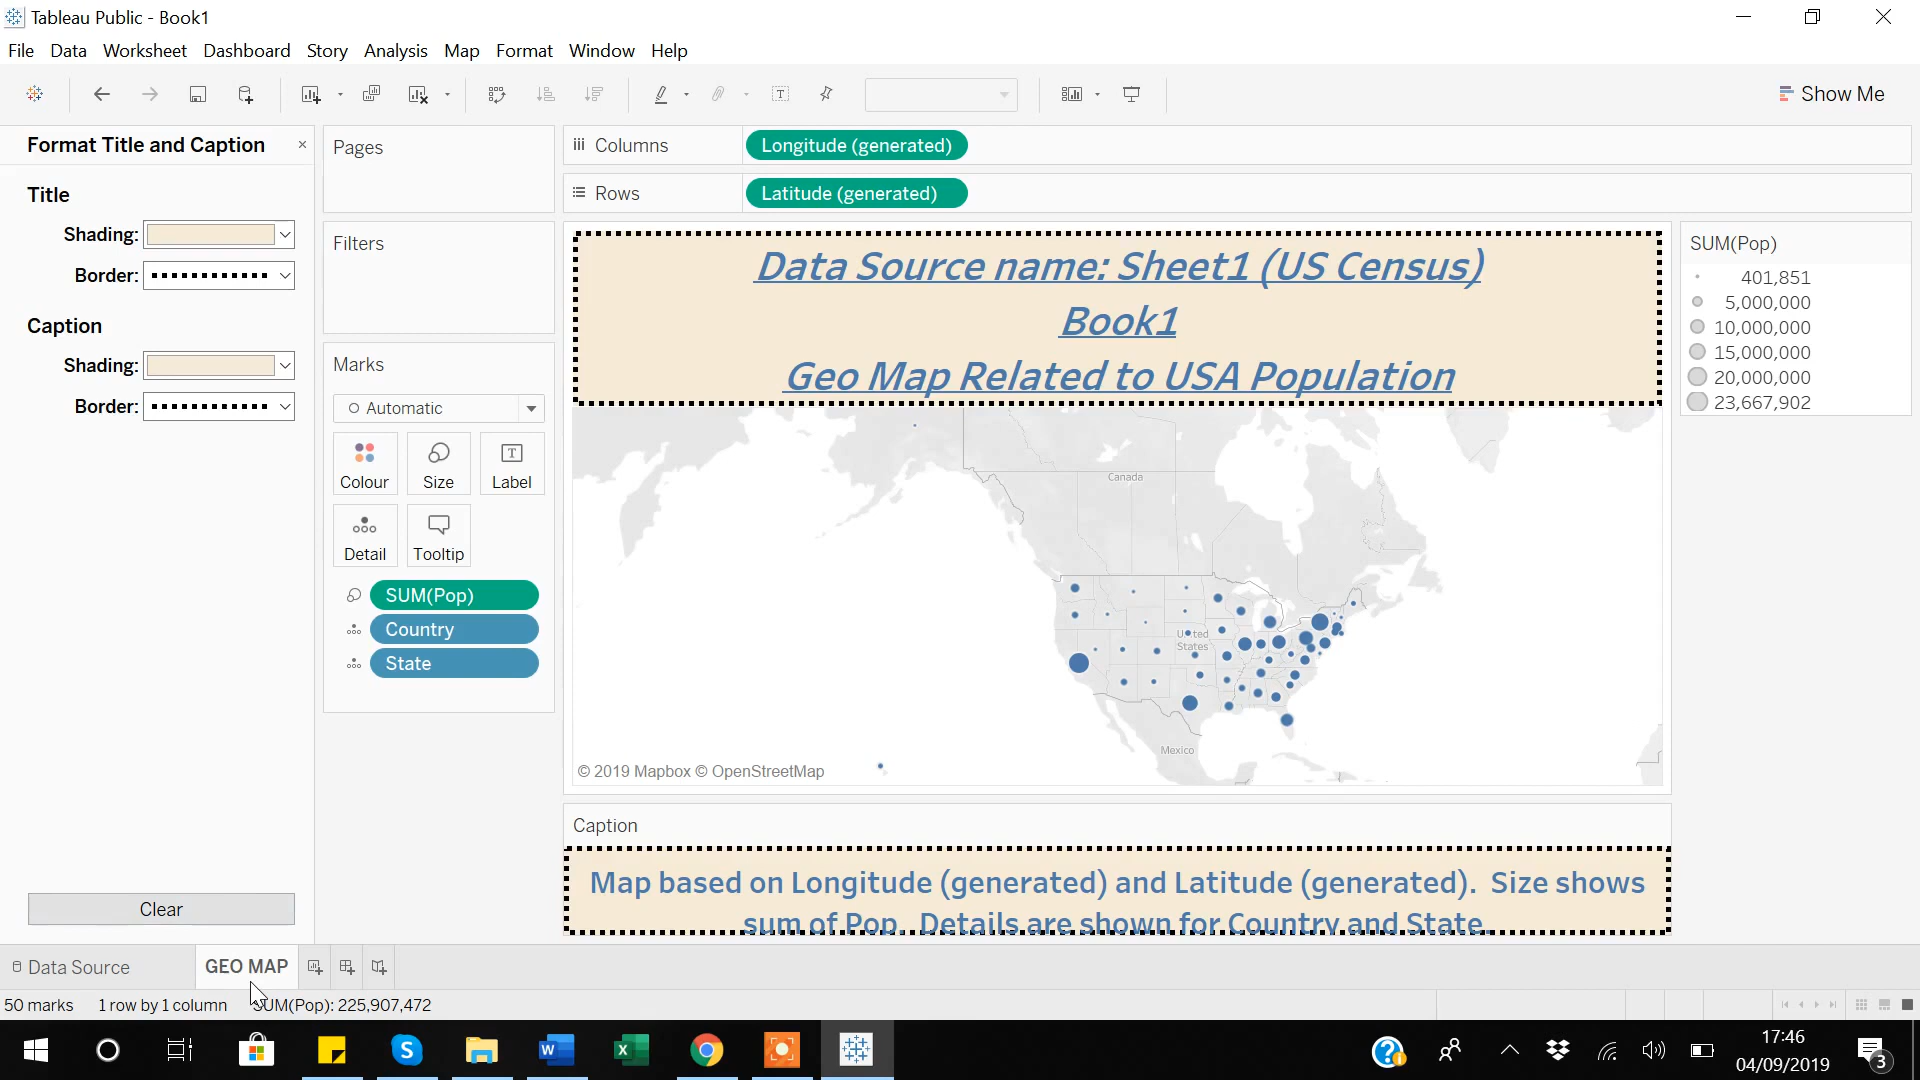 Tableau Public - Book1
File Data Worksheet Dashboard Story Analysis Map Format Window Help
Show Me
Format Title and Caption
Title
Shading:
Border:
Caption
Shading:
Border:
Clear
Pages
Filters
Marks
Automatic
Colour Size Label
Detail Tooltip
SUM(Pop)
Country
State
Columns Longitude (generated)
Rows Latitude (generated)
Data Source name: Sheet1 (US Census)
Book1
Geo Map Related to USA Population
Canada
United
States
Mexico
© 2019 Mapbox © OpenStreetMap
Caption
Map based on Longitude (generated) and Latitude (generated). Size shows
sum of Pop. Details are shown for Country and State.
SUM(Pop)
401,851
5,000,000
10,000,000
15,000,000
20,000,000
23,667,902
Data Source GEO MAP
50 marks 1 row by 1 column SUM(Pop): 225,907,472
17:46
04/09/2019
3